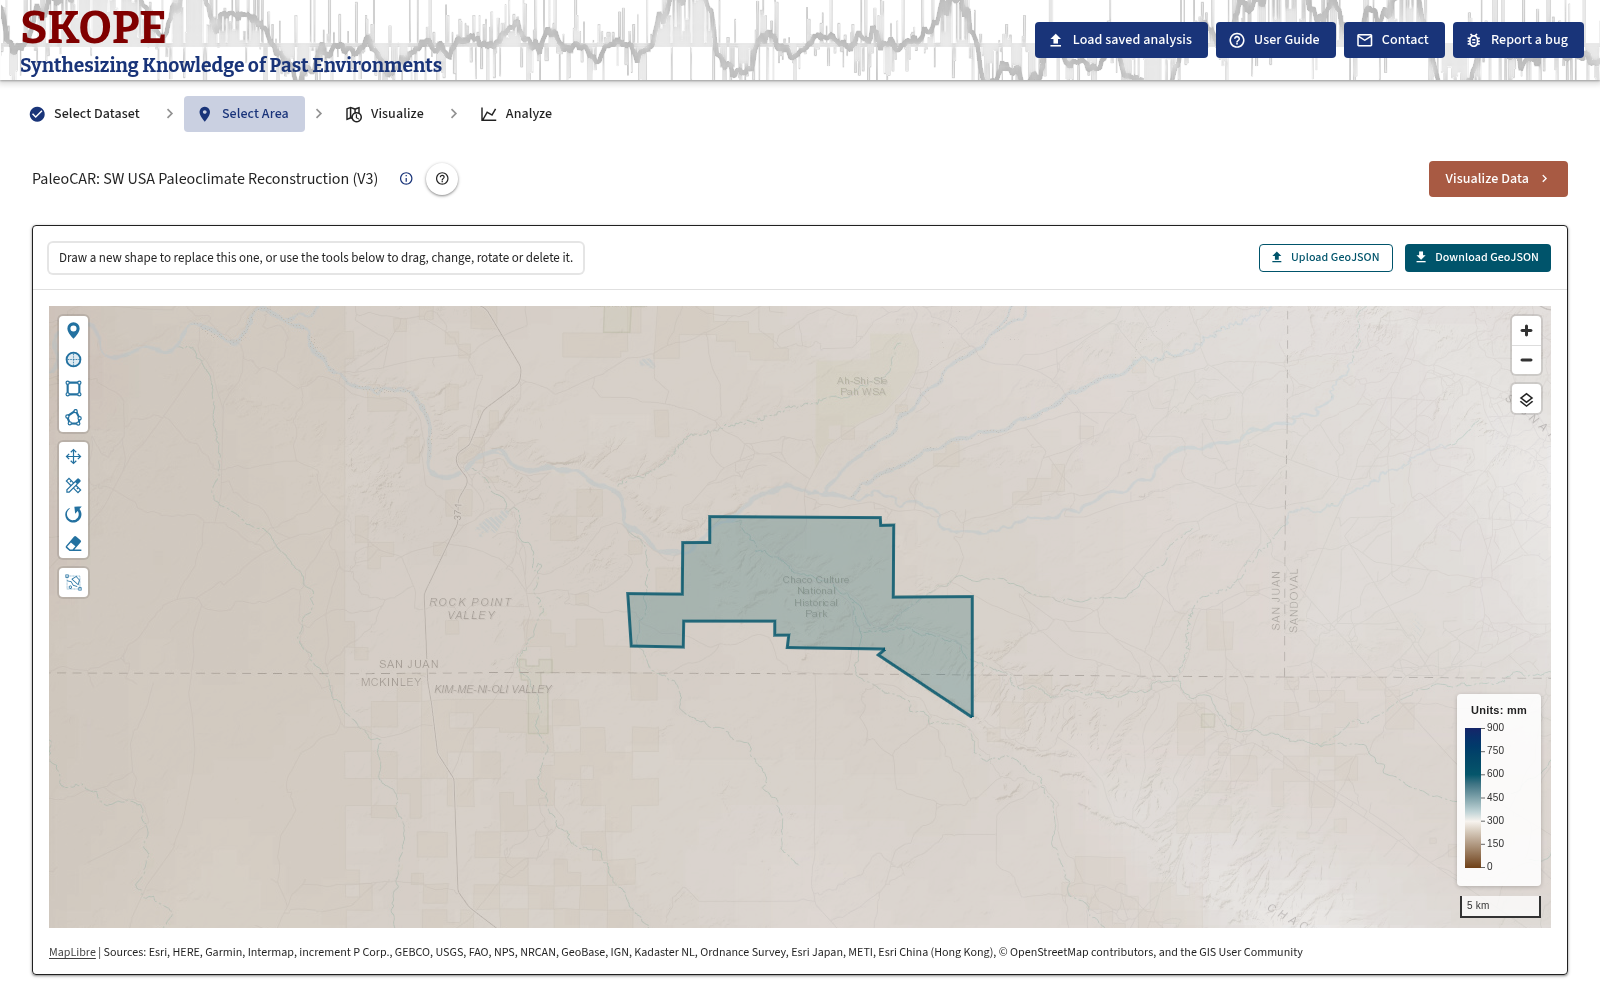 SKOPE
Synthesizing Knowledge of Past Environments
Load saved analysis
User Guide
Contact
Report a bug
Select Dataset
Select Area
Visualize
Analyze
PaleoCAR: SW USA Paleoclimate Reconstruction (V3)
Visualize Data
Draw a new shape to replace this one, or use the tools below to drag, change, rotate or delete it.
Upload GeoJSON
Download GeoJSON
Ah-Shi-Sle
Pah WSA
371
Chaco Culture
National
Historical
Park
ROCK POINT
VALLEY
SAN JUAN
MCKINLEY
KIM-ME-NI-OLI VALLEY
SAN JUAN
SANDOVAL
Units: mm
900
750
600
450
300
150
0
5 km
MapLibre | Sources: Esri, HERE, Garmin, Intermap, increment P Corp., GEBCO, USGS, FAO, NPS, NRCAN, GeoBase, IGN, Kadaster NL, Ordnance Survey, Esri Japan, METI, Esri China (Hong Kong), © OpenStreetMap contributors, and the GIS User Community